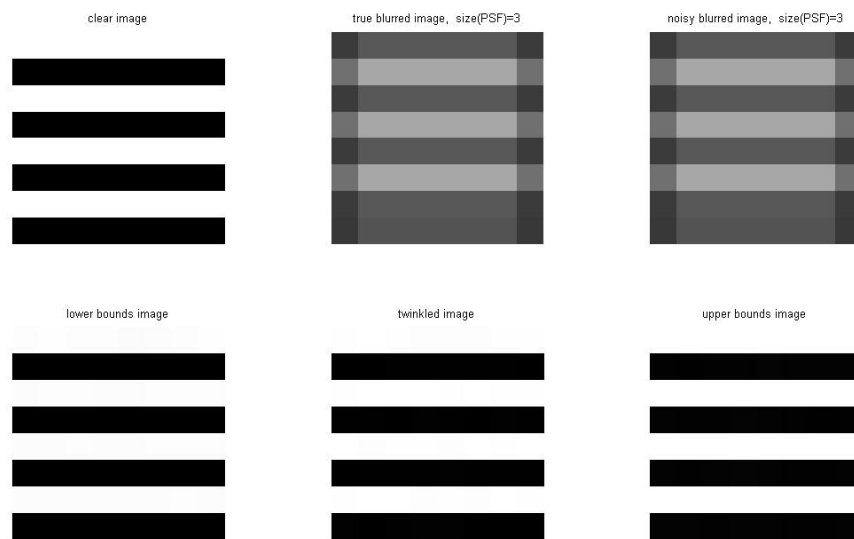 clear image
true blurred image,  size(PSF)=3
noisy blurred image,  size(PSF)=3
lower bounds image
twinkled image
upper bounds image